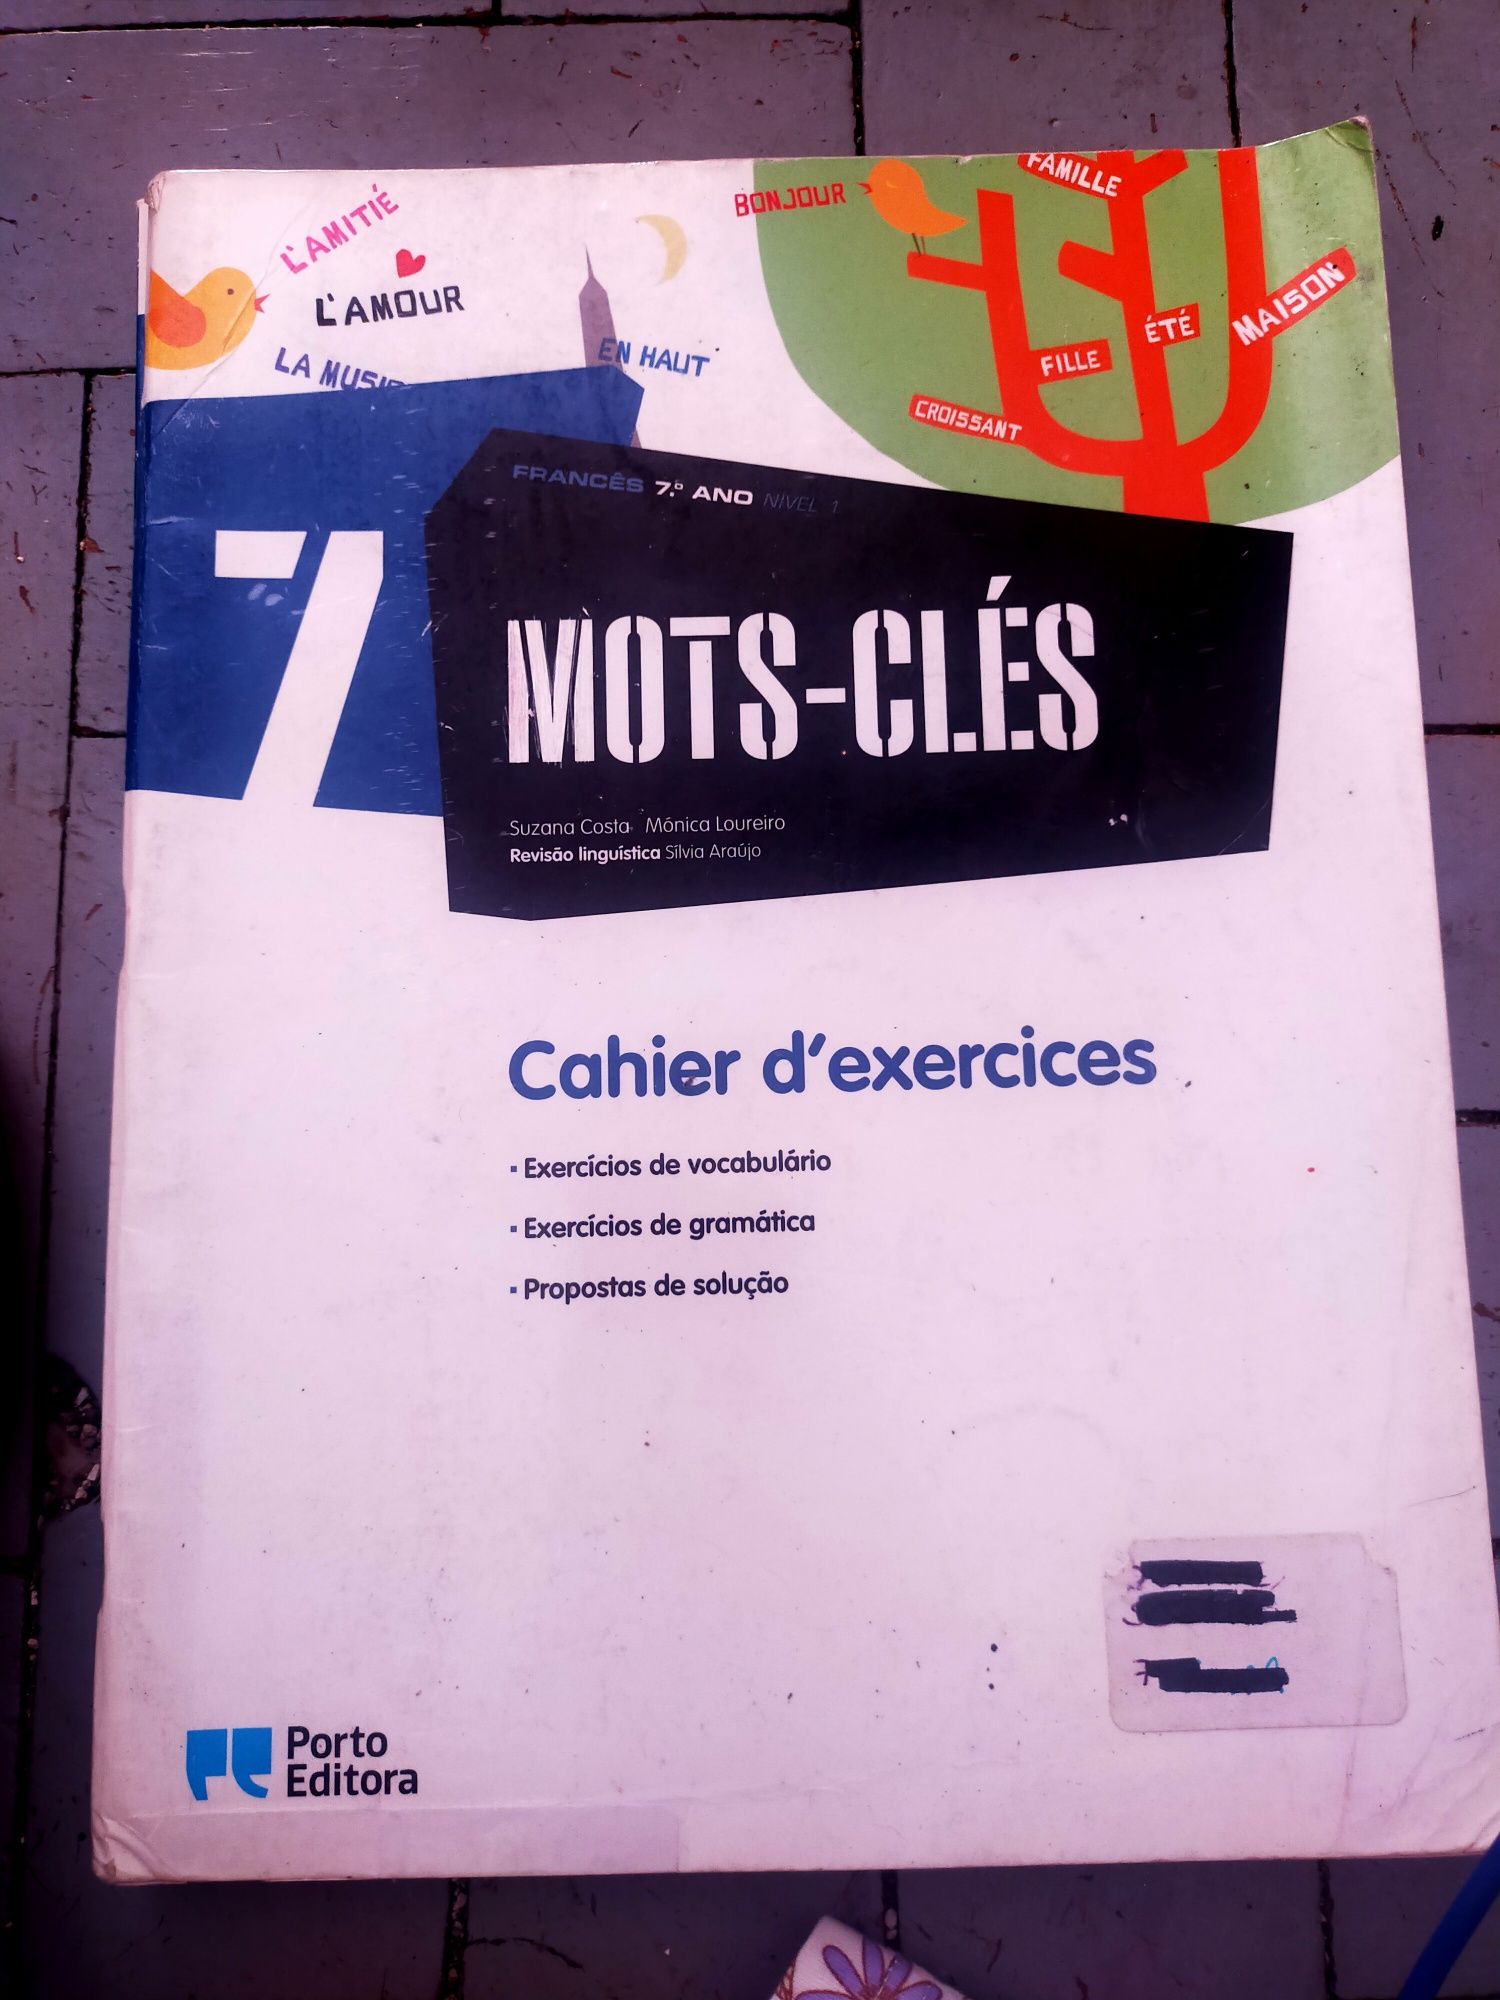 L'AMITIÉ
L'AMOUR
LA
EN HAUT
BONJOUR
FAMILLE
MAISON
ÉTÉ
FILLE
CROISSANT
FRANCÊS 7.º ANO NÍVEL 1
7
MOTS-CLÉS
Suzana Costa Mónica Loureiro
Revisão linguística Sílvia Araújo
Cahier d'exercices
▪ Exercícios de vocabulário
▪ Exercícios de gramática
▪ Propostas de solução
Porto
Editora